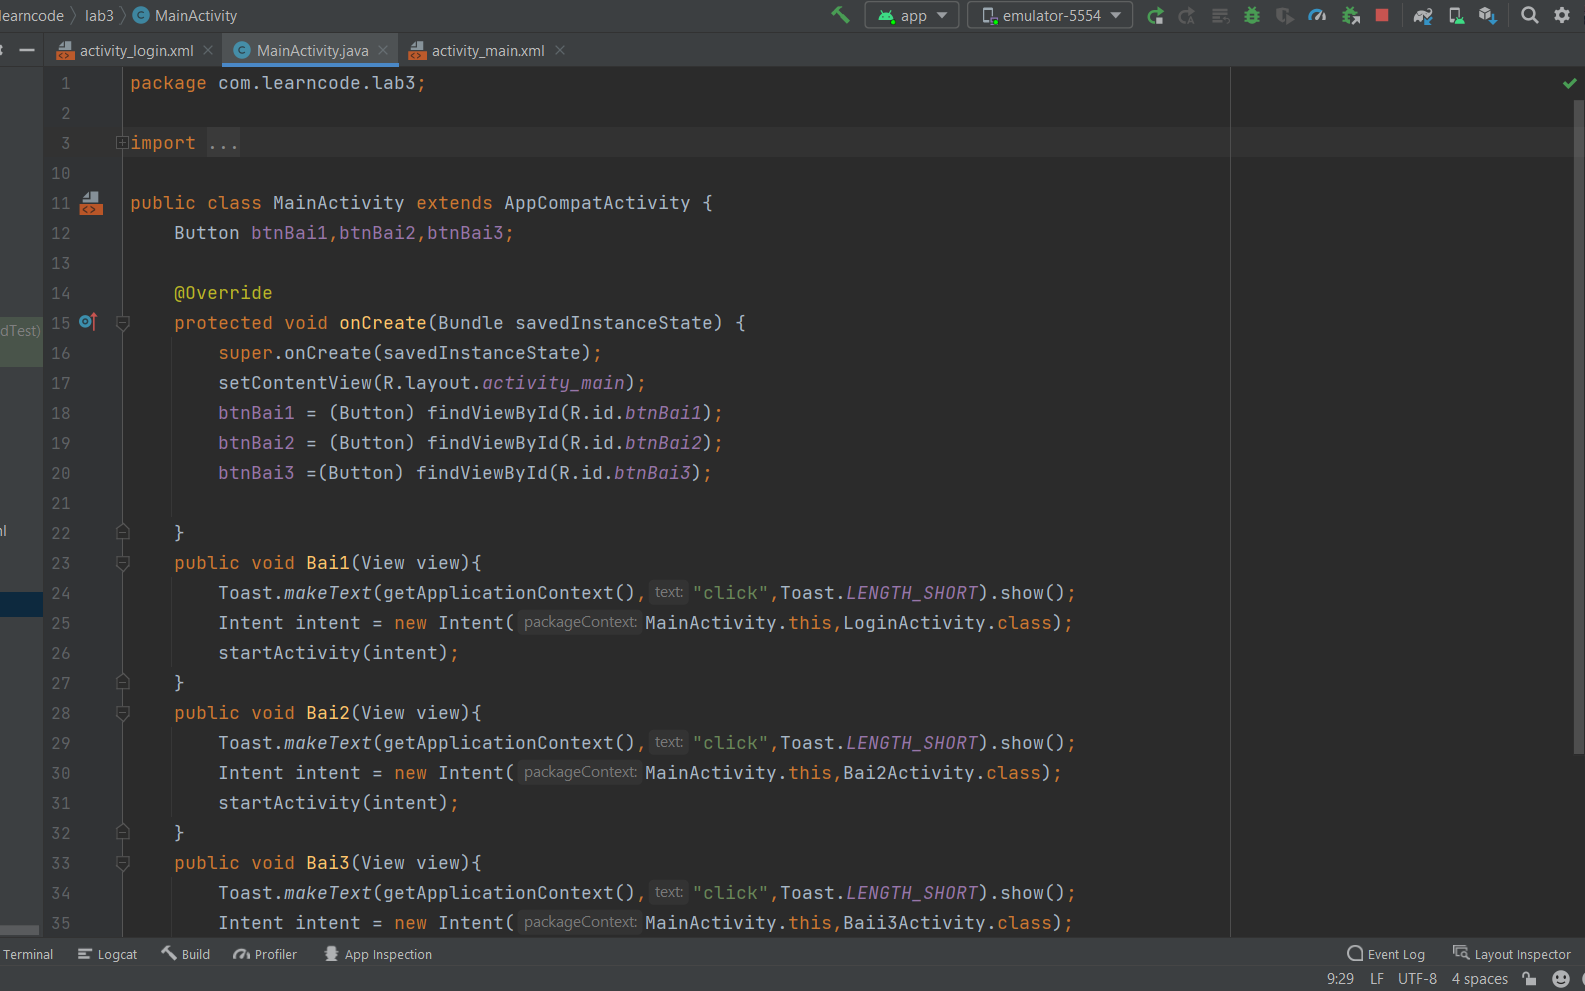 learncode lab3 MainActivity app emulator-5554
activity_login.xml MainActivity.java activity_main.xml
1 package com.learncode.lab3;
2
3 import ...
10
11 public class MainActivity extends AppCompatActivity {
12 Button btnBai1,btnBai2,btnBai3;
13
14 @Override
dTest)
15 protected void onCreate(Bundle savedInstanceState) {
16 super.onCreate(savedInstanceState);
17 setContentView(R.layout.activity_main);
18 btnBai1 = (Button) findViewById(R.id.btnBai1);
19 btnBai2 = (Button) findViewById(R.id.btnBai2);
20 btnBai3 =(Button) findViewById(R.id.btnBai3);
21
22 }
23 public void Bai1(View view){
24 Toast.makeText(getApplicationContext(), text: "click",Toast.LENGTH_SHORT).show();
25 Intent intent = new Intent( packageContext: MainActivity.this,LoginActivity.class);
26 startActivity(intent);
27 }
28 public void Bai2(View view){
29 Toast.makeText(getApplicationContext(), text: "click",Toast.LENGTH_SHORT).show();
30 Intent intent = new Intent( packageContext: MainActivity.this,Bai2Activity.class);
31 startActivity(intent);
32 }
33 public void Bai3(View view){
34 Toast.makeText(getApplicationContext(), text: "click",Toast.LENGTH_SHORT).show();
35 Intent intent = new Intent( packageContext: MainActivity.this,Baii3Activity.class);
Terminal Logcat Build Profiler App Inspection Event Log Layout Inspector
9:29 LF UTF-8 4 spaces